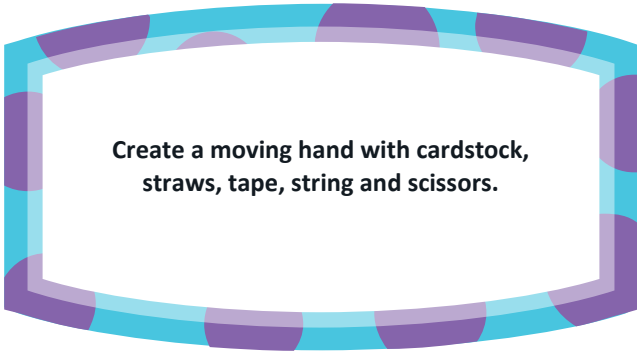 Create a moving hand with cardstock,
straws, tape, string and scissors.